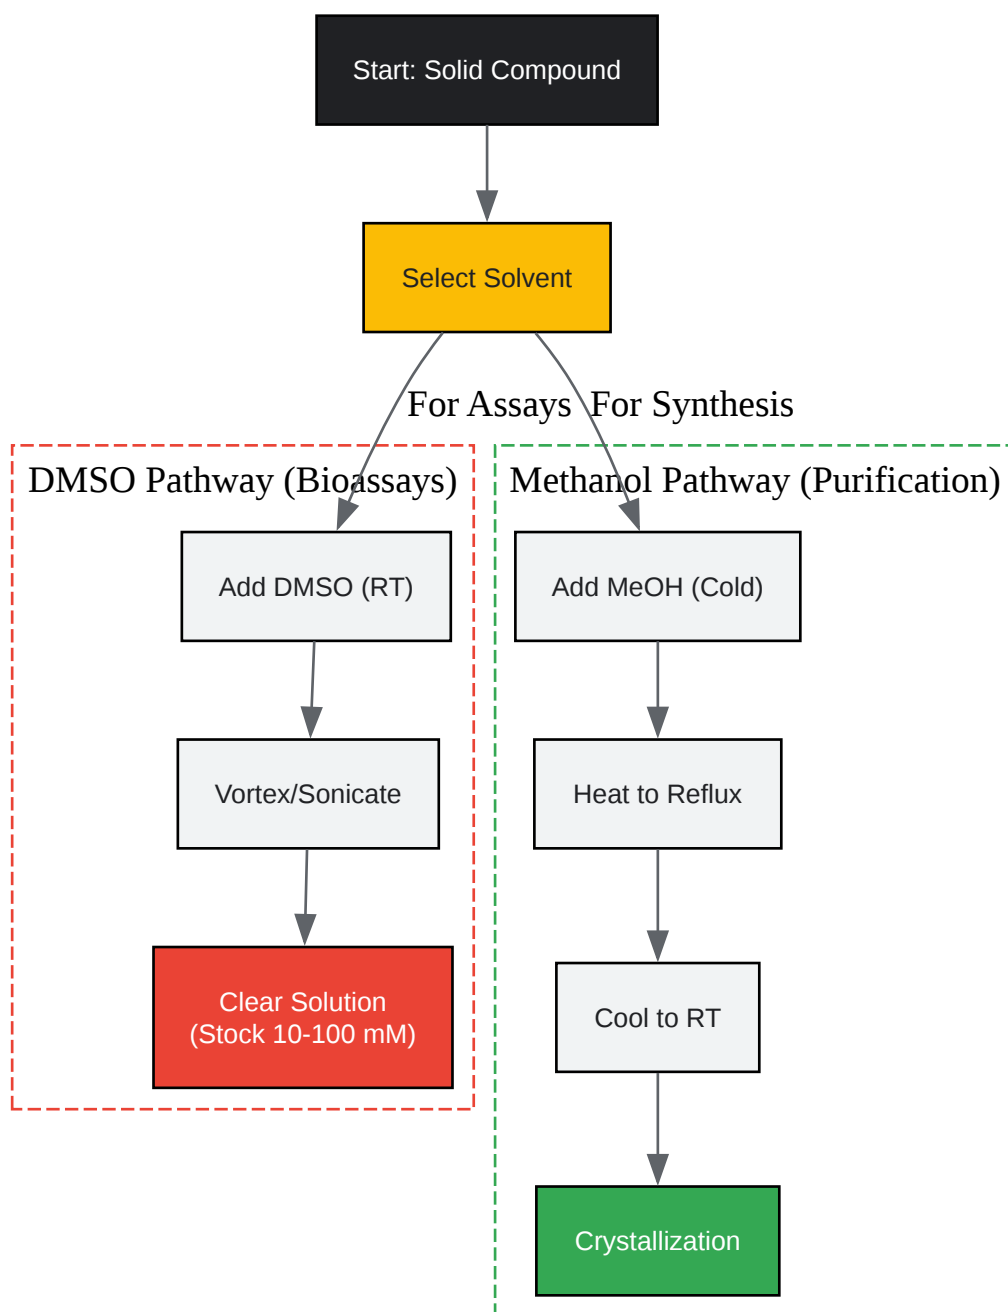 Start: Solid Compound
Select Solvent
For Assays
For Synthesis
DMSO Pathway (Bioassays)
Add DMSO (RT)
Vortex/Sonicate
Clear Solution
(Stock 10-100 mM)
Methanol Pathway (Purification)
Add MeOH (Cold)
Heat to Reflux
Cool to RT
Crystallization